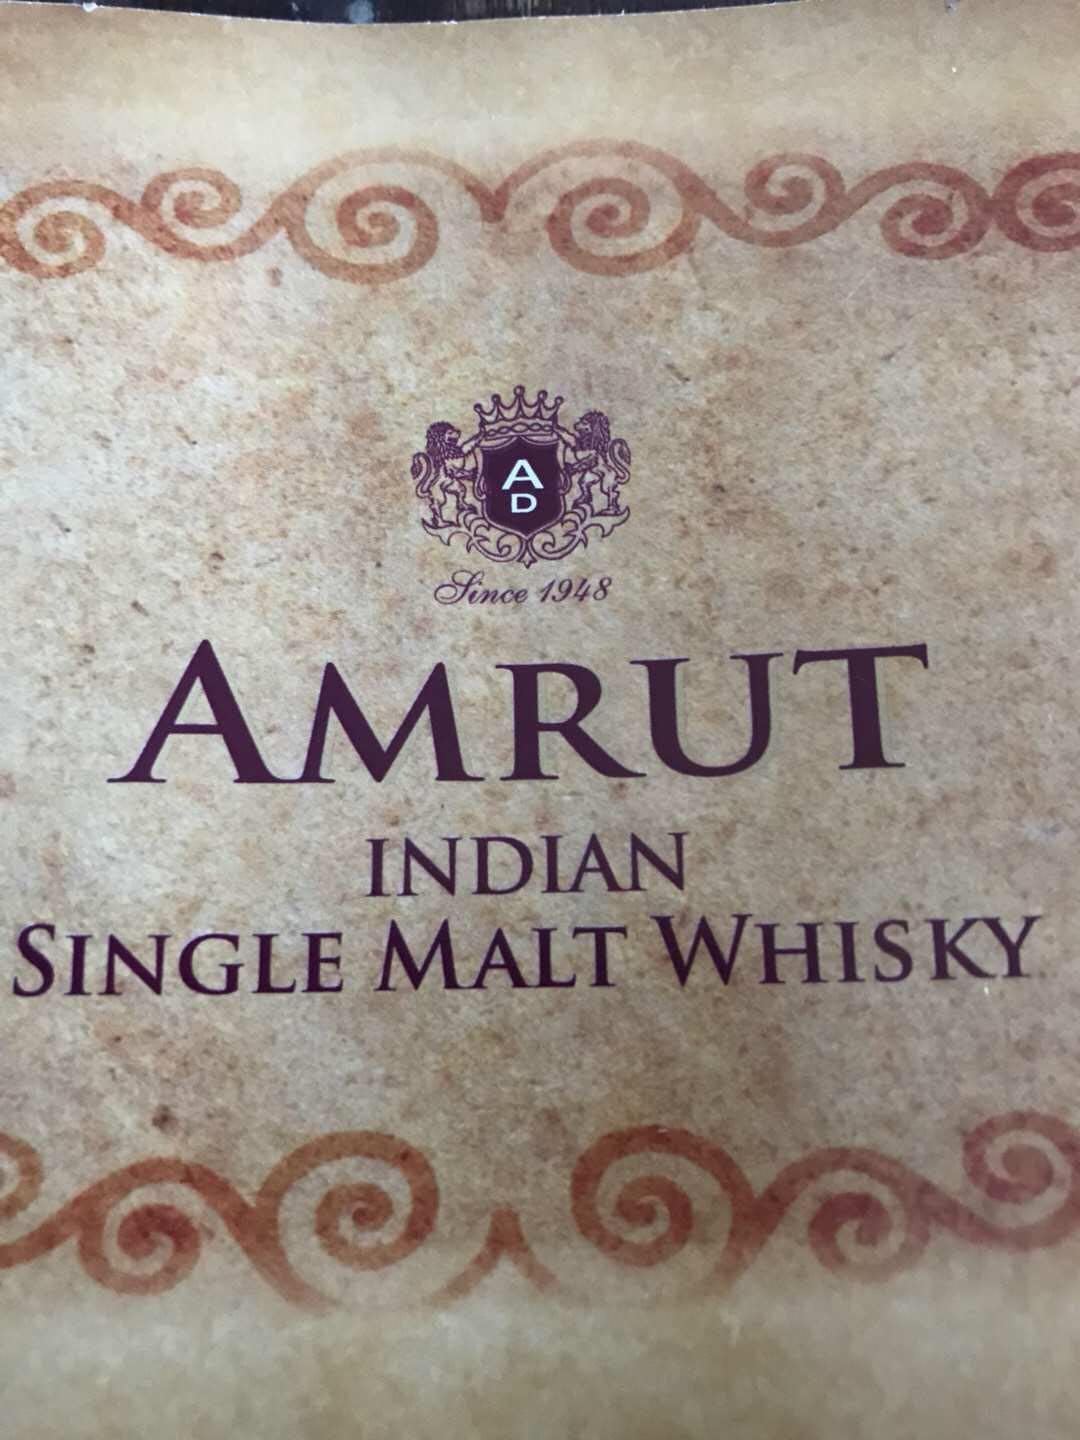 A
D
Since 1948
AMRUT
INDIAN
SINGLE MALT WHISKY